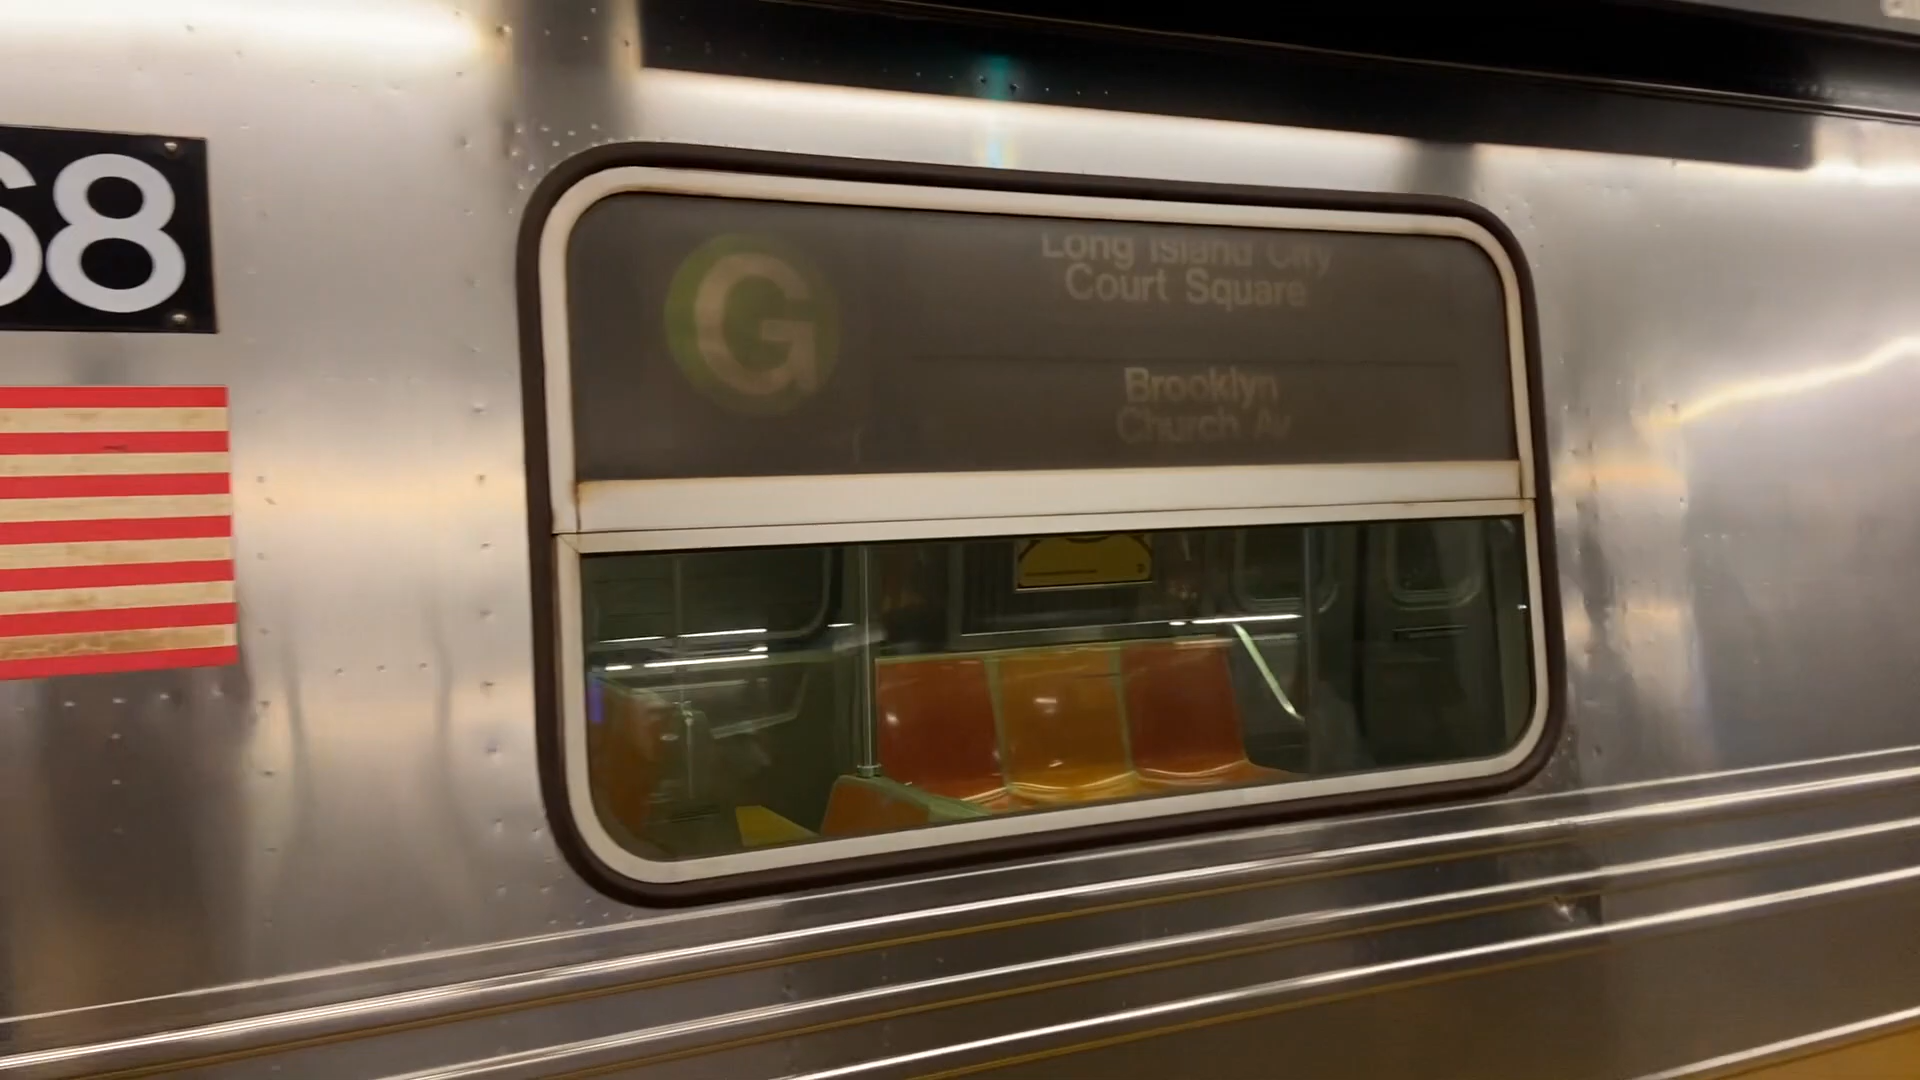 68
G
Long Island City
Court Square
Brooklyn
Church Av